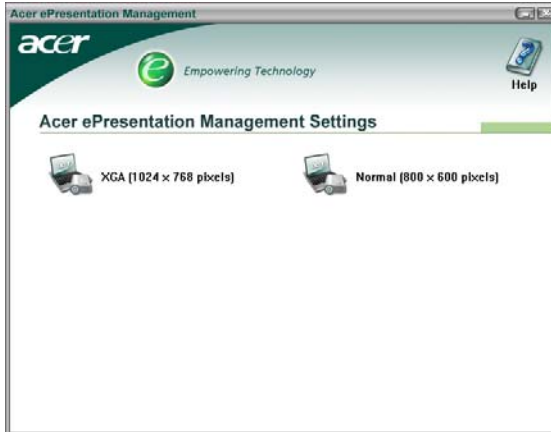 Acer ePresentation Management
acer
e Empowering Technology
Help
Acer ePresentation Management Settings
XGA (1024 x 768 pixels)
Normal (800 x 600 pixels)